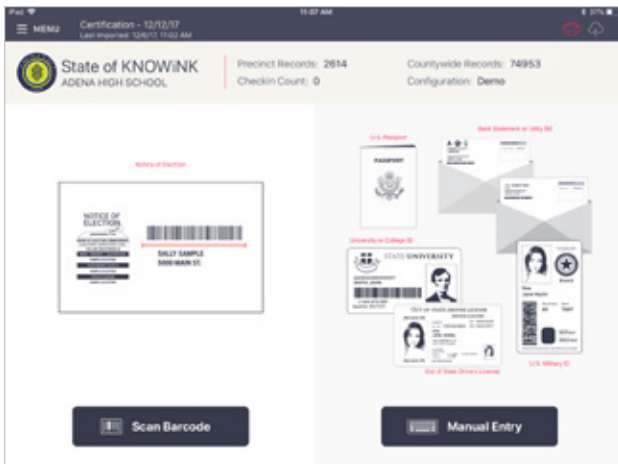 iPad
11:07 AM
37%
MENU
Certification - 12/12/17
Last Imported: 12/6/17, 11:02 AM
State of KNOWiNK
ADENA HIGH SCHOOL
Precinct Records: 2614
Checkin Count: 0
Countywide Records: 74953
Configuration: Demo
Notice of Election
NOTICE OF
ELECTION
SALLY SAMPLE
5000 MAIN ST.
U.S. Passport
PASSPORT
Bank Statement or Utility Bill
University or College ID
STATE UNIVERSITY
Out of State Drivers License
U.S. Military ID
Scan Barcode
Manual Entry